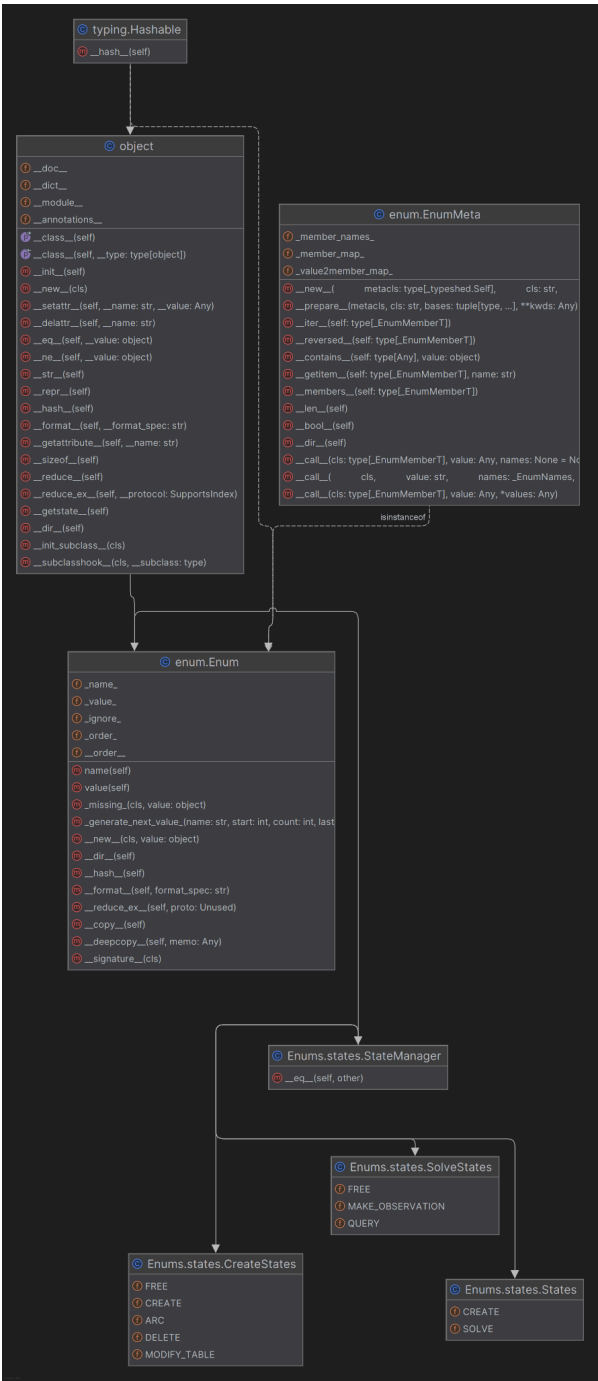 typing.Hashable
__hash__(self)
object
__doc__
__dict__
__module__
__annotations__
__class__(self)
__class__(self, __type: type[object])
__init__(self)
__new__(cls)
__setattr__(self, __name: str, __value: Any)
__delattr__(self, __name: str)
__eq__(self, __value: object)
__ne__(self, __value: object)
__str__(self)
__repr__(self)
__hash__(self)
__format__(self, __format_spec: str)
__getattribute__(self, __name: str)
__sizeof__(self)
__reduce__(self)
__reduce_ex__(self, __protocol: SupportsIndex)
__getstate__(self)
__dir__(self)
__init_subclass__(cls)
__subclasshook__(cls, __subclass: type)
enum.EnumMeta
_member_names_
_member_map_
_value2member_map_
__new__( metacls: type[_typeshed.Self], cls: str,
__prepare__(metacls, cls: str, bases: tuple[type, ...], **kwds: Any)
__iter__(self: type[_EnumMemberT])
__reversed__(self: type[_EnumMemberT])
__contains__(self: type[Any], value: object)
__getitem__(self: type[_EnumMemberT], name: str)
__members__(self: type[_EnumMemberT])
__len__(self)
__bool__(self)
__dir__(self)
__call__(cls: type[_EnumMemberT], value: Any, names: None = No
__call__( cls, value: str, names: _EnumNames,
__call__(cls: type[_EnumMemberT], value: Any, *values: Any)
isinstanceof
enum.Enum
_name_
_value_
_ignore_
_order_
__order__
name(self)
value(self)
_missing_(cls, value: object)
_generate_next_value_(name: str, start: int, count: int, last
__new__(cls, value: object)
__dir__(self)
__hash__(self)
__format__(self, format_spec: str)
__reduce_ex__(self, proto: Unused)
__copy__(self)
__deepcopy__(self, memo: Any)
__signature__(cls)
Enums.states.StateManager
__eq__(self, other)
Enums.states.SolveStates
FREE
MAKE_OBSERVATION
QUERY
Enums.states.CreateStates
FREE
CREATE
ARC
DELETE
MODIFY_TABLE
Enums.states.States
CREATE
SOLVE